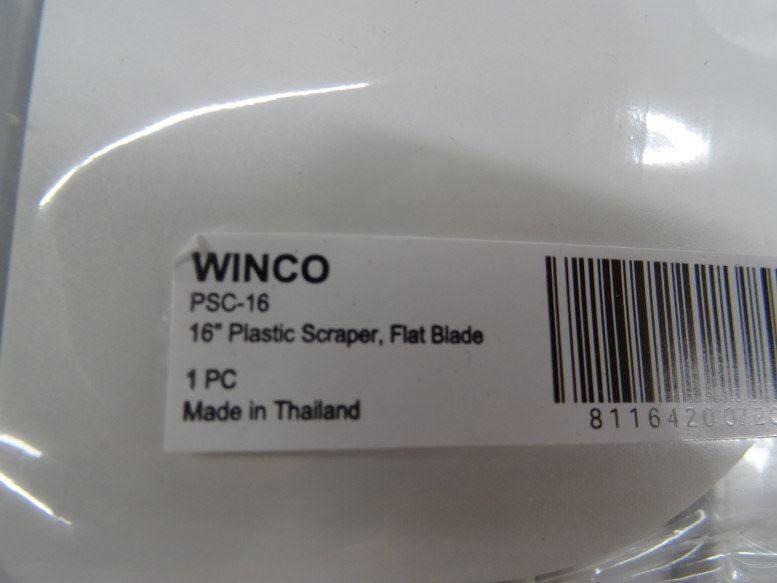 WINCO
PSC-16
16" Plastic Scraper, Flat Blade
1 PC
Made in Thailand